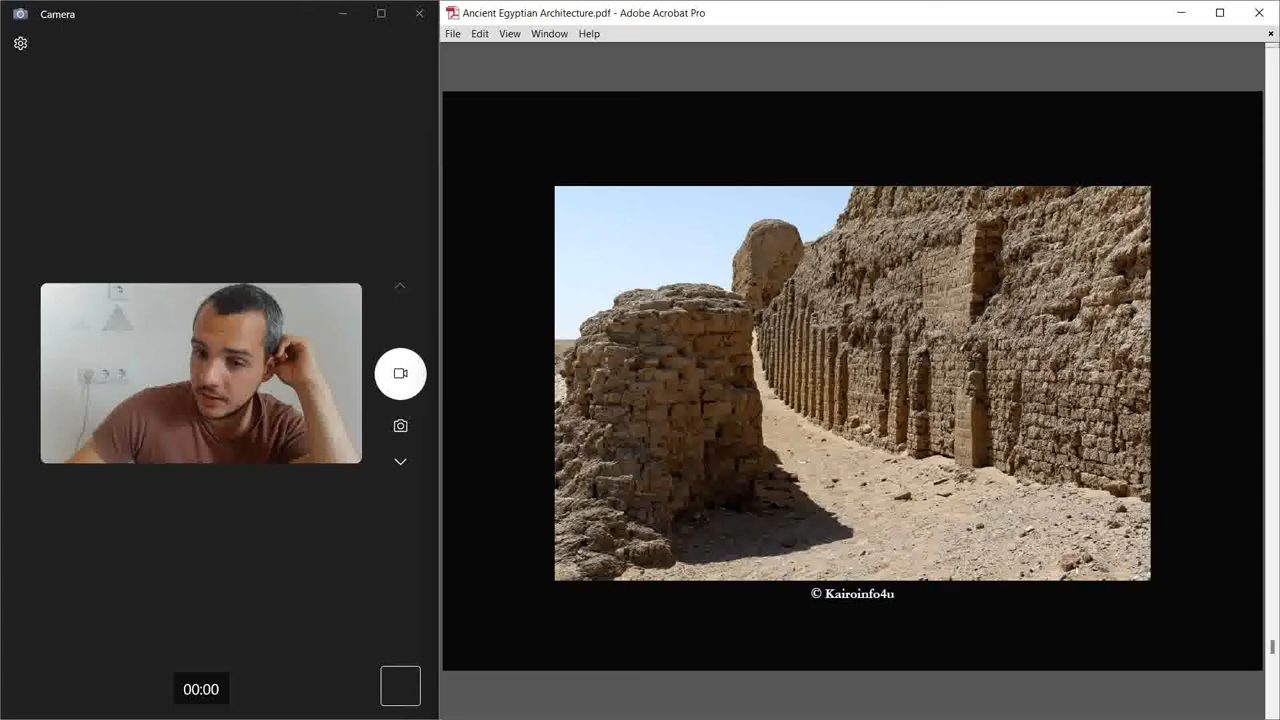 Camera
Ancient Egyptian Architecture.pdf - Adobe Acrobat Pro
File Edit View Window Help
© Kairoinfo4u
00:00